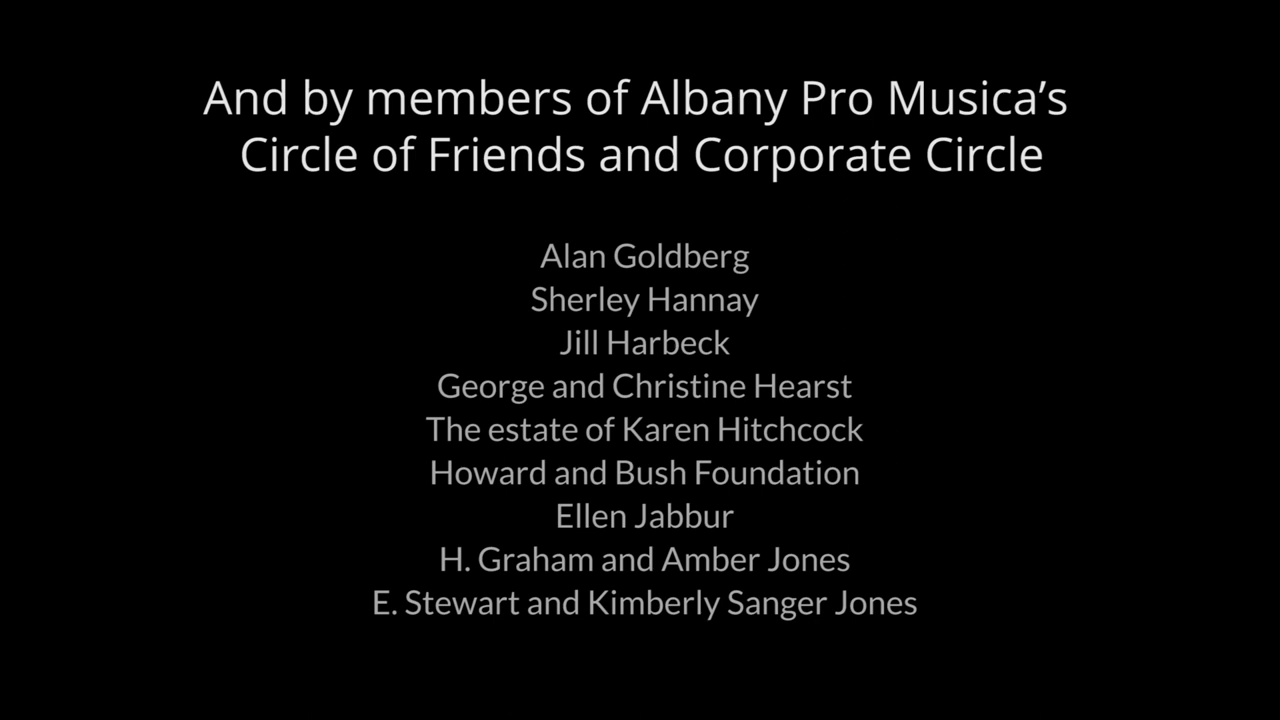 And by members of Albany Pro Musica’s
Circle of Friends and Corporate Circle
Alan Goldberg
Sherley Hannay
Jill Harbeck
George and Christine Hearst
The estate of Karen Hitchcock
Howard and Bush Foundation
Ellen Jabbur
H. Graham and Amber Jones
E. Stewart and Kimberly Sanger Jones